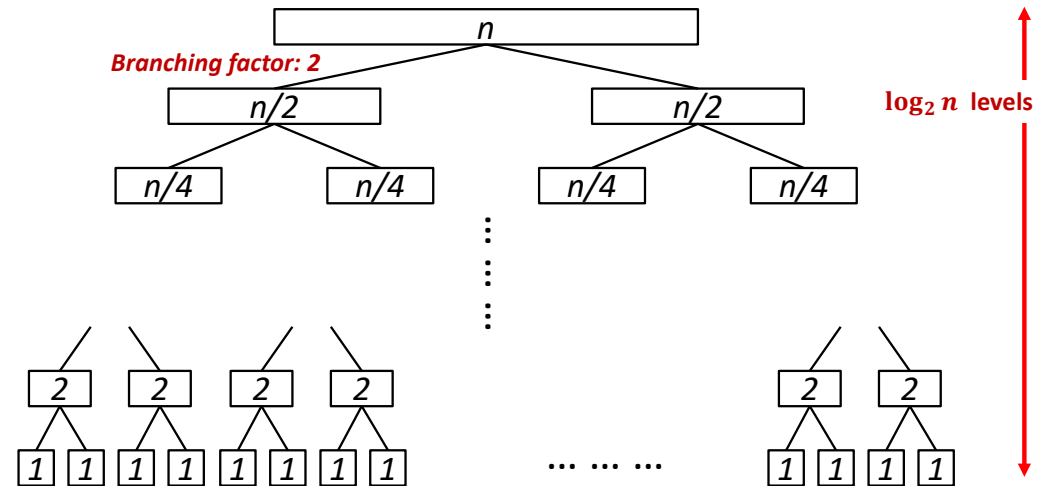 n
Branching factor: 2
n/2 n/2
log₂ n levels
n/4 n/4 n/4 n/4
⋮
⋮
⋮
2 2 2 2 2 2
1 1 1 1 1 1 1 1 ... ... ... 1 1 1 1